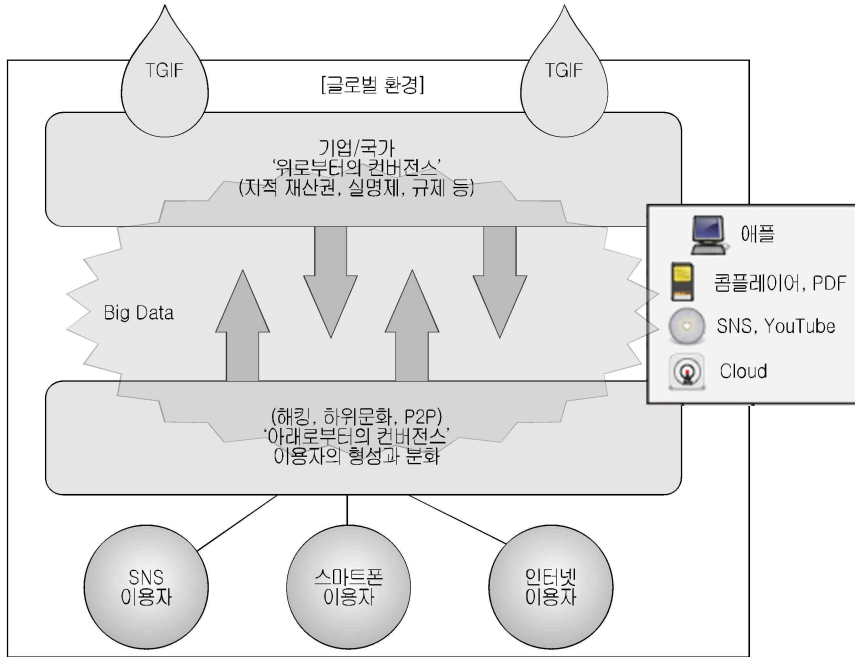 TGIF
TGIF
[글로벌 환경]
기업/국가
‘위로부터의 컨버전스’
(지적 재산권, 실명제, 규제 등)
애플
콤플레이어, PDF
SNS, YouTube
Cloud
Big Data
(해킹, 하위문화, P2P)
‘아래로부터의 컨버전스’
이용자의 형성과 분화
SNS
이용자
스마트폰
이용자
인터넷
이용자